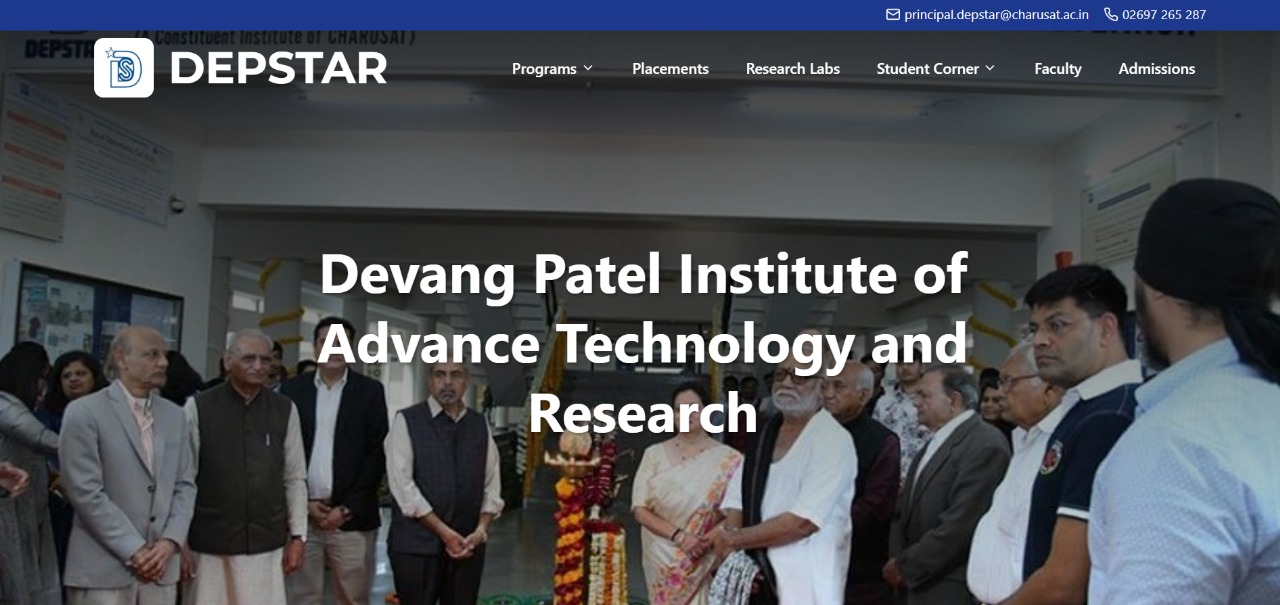 principal.depstar@charusat.ac.in 02697 265 287
(A Constituent Institute of CHARUSAT)
DEPSTAR
Programs Placements Research Labs Student Corner Faculty Admissions
Devang Patel Institute of
Advance Technology and
Research